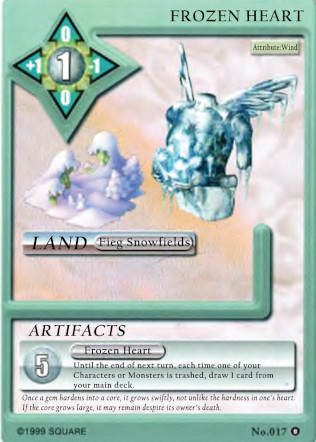 FROZEN HEART
0
Attribute:Wind
+1 1 -1
0
LAND Fieg Snowfields
ARTIFACTS
Frozen Heart
5
Until the end of next turn, each time one of your
Characters or Monsters is trashed, draw 1 card from
your main deck.
Once a gem hardens into a core, it grows swiftly, not unlike the hardness in one's heart.
If the core grows large, it may remain despite its owner's death.
©1999 SQUARE
No.017